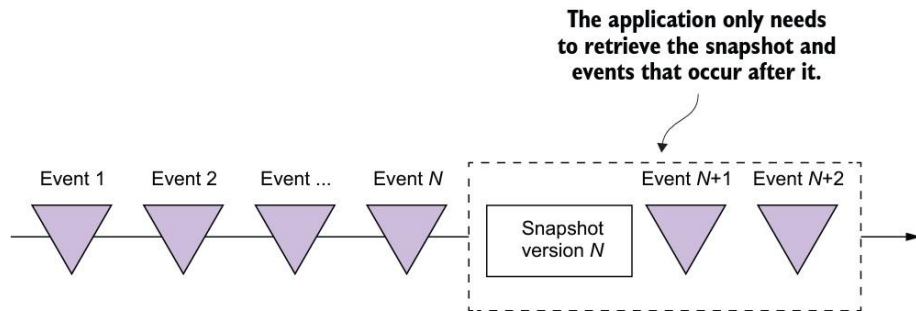 The application only needs
to retrieve the snapshot and
events that occur after it.
Event 1
Event 2
Event ...
Event N
Event N+1
Event N+2
Snapshot
version N